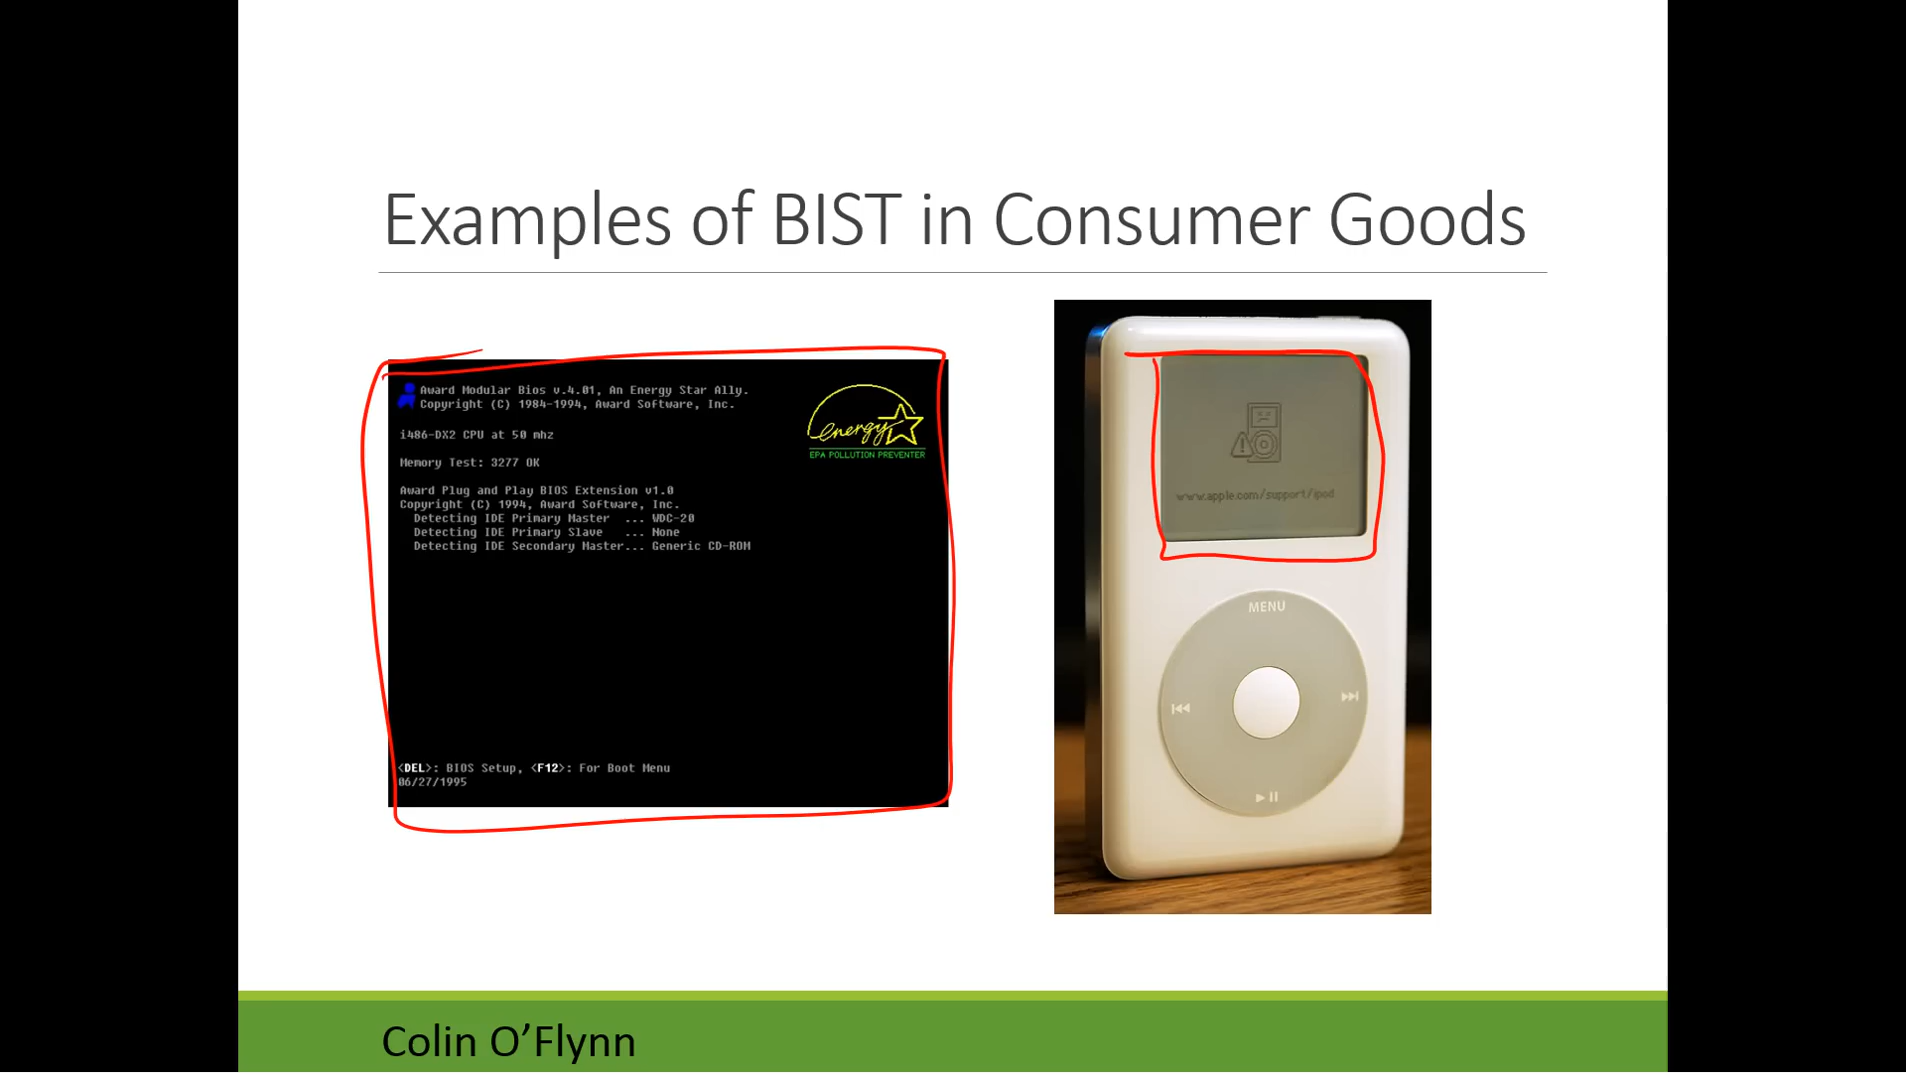 Examples of BIST in Consumer Goods
Award Modular Bios v.4.01, An Energy Star Ally.
Copyright (C) 1984-1994, Award Software, Inc.
energy
EPA POLLUTION PREVENTER
i486-DX2 CPU at 50 mhz
Memory Test: 3277 OK
Award Plug and Play BIOS Extension v1.0
Copyright (C) 1994, Award Software, Inc.
Detecting IDE Primary Master ... WDC-20
Detecting IDE Primary Slave ... None
Detecting IDE Secondary Master... Generic CD-ROM
<DEL>: BIOS Setup, <F12>: For Boot Menu
06/27/1995
www.apple.com/support/ipod
MENU
Colin O’Flynn